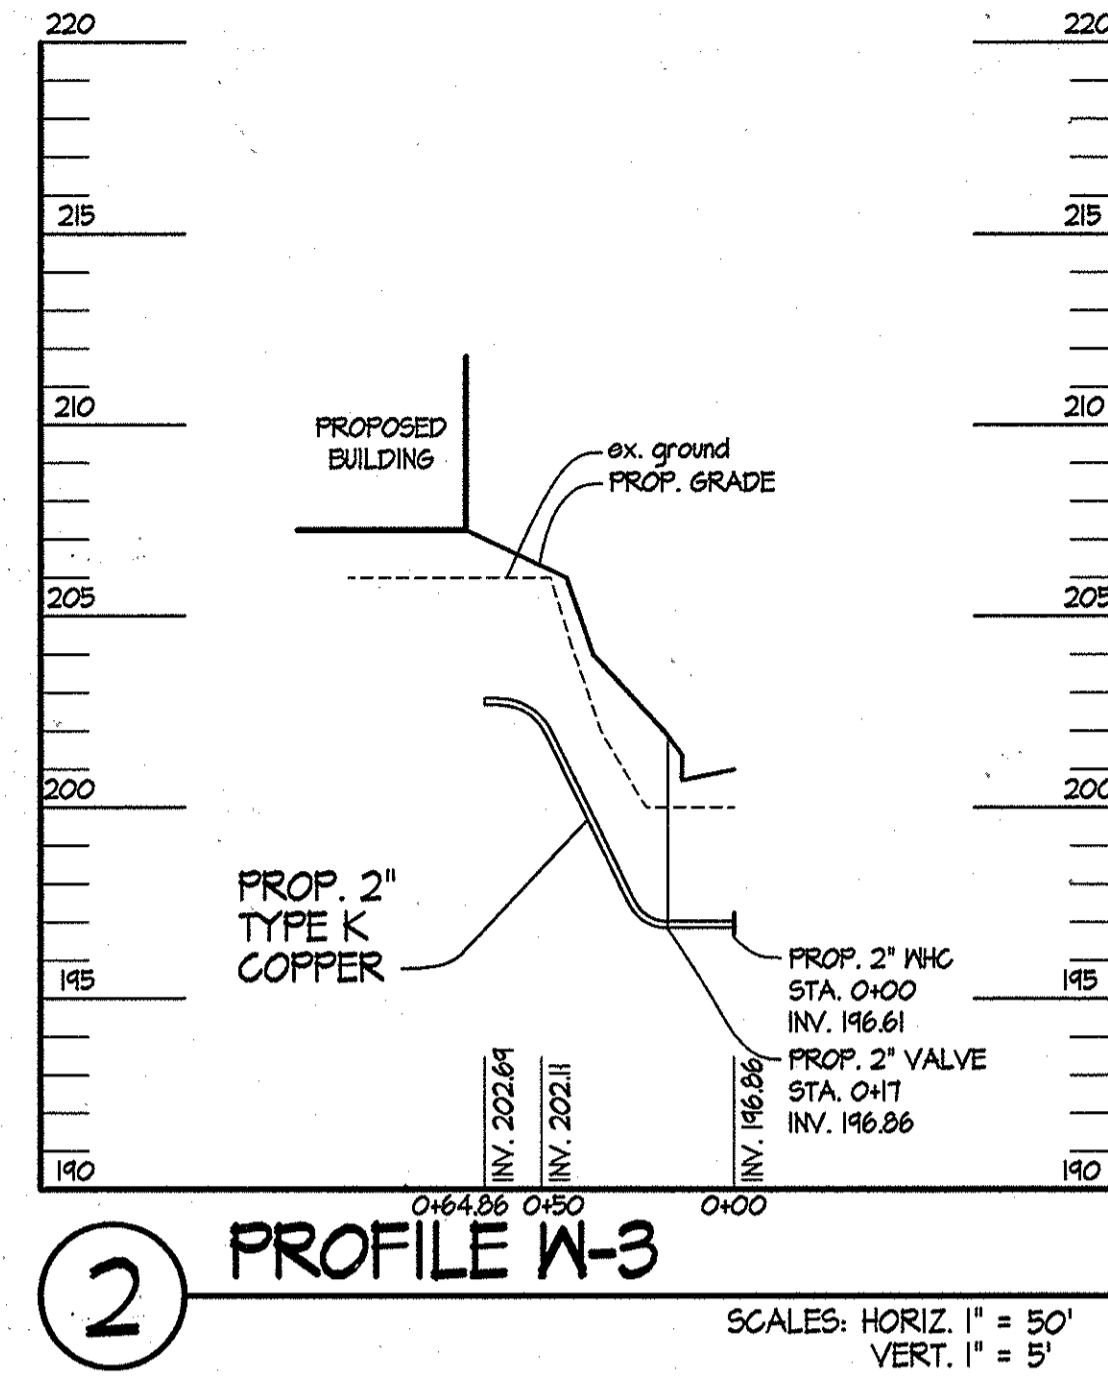 220
220
215
215
210
210
PROPOSED
BUILDING
ex. ground
PROP. GRADE
205
205
200
200
PROP. 2"
TYPE K
COPPER
195
195
PROP. 2" WHC
STA. 0+00
INV. 196.61
PROP. 2" VALVE
STA. 0+17
INV. 196.86
INV. 202.69
INV. 202.11
INV. 196.86
190
190
0+64.86
0+50
0+00
2
PROFILE W-3
SCALES: HORIZ. 1" = 50'
VERT. 1" = 5'